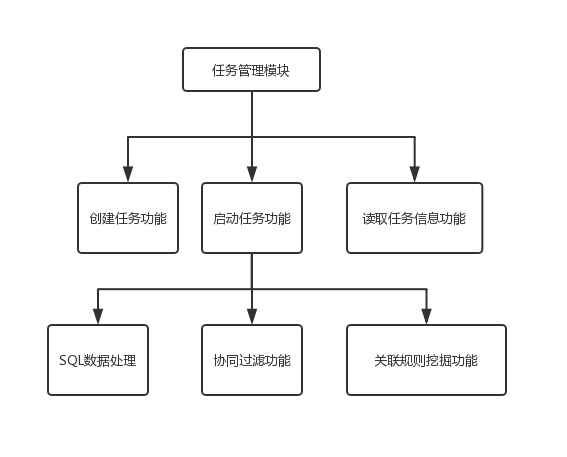 任务管理模块
创建任务功能
启动任务功能
读取任务信息功能
SQL数据处理
协同过滤功能
关联规则挖掘功能